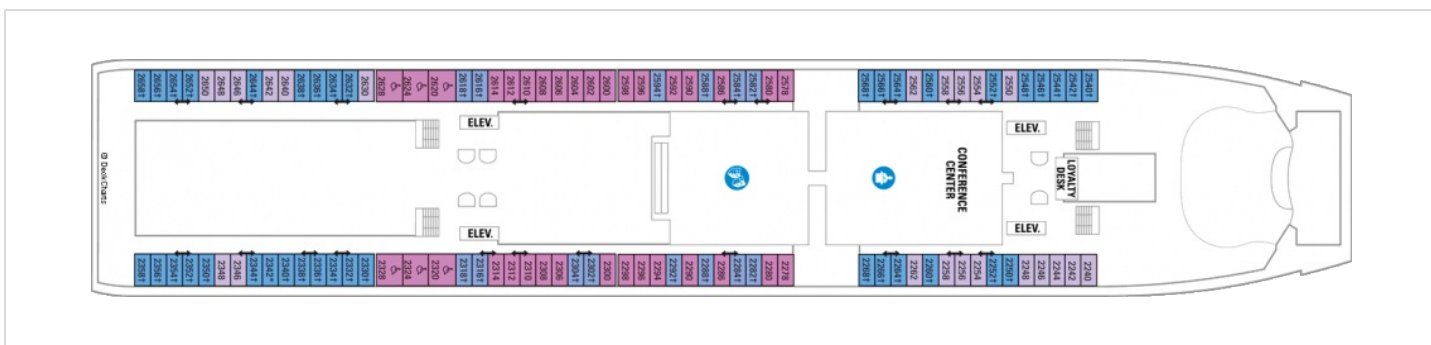 2658† 2656† 2654† 2652† 2650 2648 2646 2644† 2642 2640 2638† 2636† 2634† 2632† 2630 2628 2624 2620 2618† 2616† 2614 2612 2610 2608 2606 2604 2602 2600 2598 2596 2594† 2592 2590 2588† 2586 2584† 2582† 2580 2578 2568† 2566† 2564† 2562 2560† 2558 2556 2554 2552† 2550 2548† 2546† 2544† 2542† 2540†
ELEV.
ELEV.
© DeckCharts
CONFERENCE
CENTER
LOYALTY
DESK
ELEV.
ELEV.
2358† 2356† 2354† 2352† 2350† 2348 2346 2344† 2342* 2340† 2338† 2336† 2334† 2332† 2330† 2328 2324 2320 2318† 2316† 2314 2312 2310 2308 2306 2304† 2302† 2300 2298 2296 2294 2292† 2290 2288† 2286 2284† 2282† 2280 2278 2268† 2266† 2264† 2262 2260† 2258 2256 2254 2252† 2250† 2248 2246 2244 2242 2240